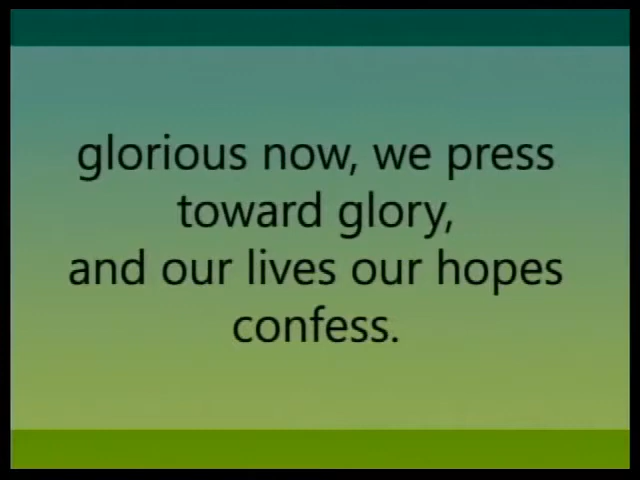 glorious now, we press
toward glory,
and our lives our hopes
confess.